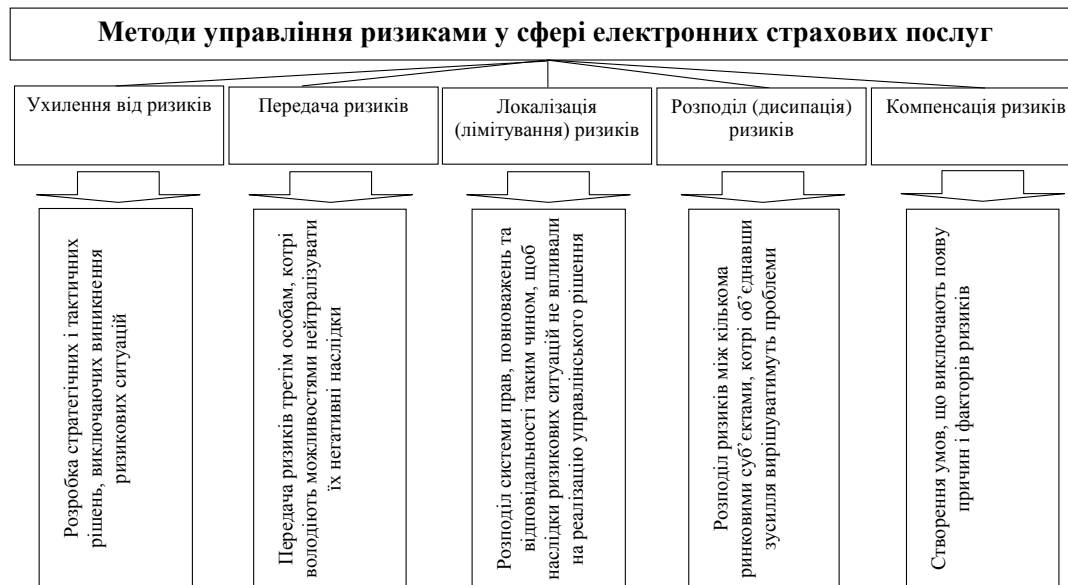 Методи управління ризиками у сфері електронних страхових послуг
Ухилення від ризиків
Передача ризиків
Локалізація
(лімітування) ризиків
Розподіл (дисипація)
ризиків
Компенсація ризиків
Розробка стратегічних і тактичних
рішень, виключаючих виникнення
ризикових ситуацій
Передача ризиків третім особам, котрі
володіють можливостями нейтралізувати
їх негативні наслідки
Розподіл системи прав, повноважень та
відповідальності таким чином, щоб
наслідки ризикових ситуацій не впливали
на реалізацію управлінського рішення
Розподіл ризиків між кількома
ринковими суб’єктами, котрі об’єднавши
зусилля вирішуватимуть проблеми
Створення умов, що виключають появу
причин і факторів ризиків